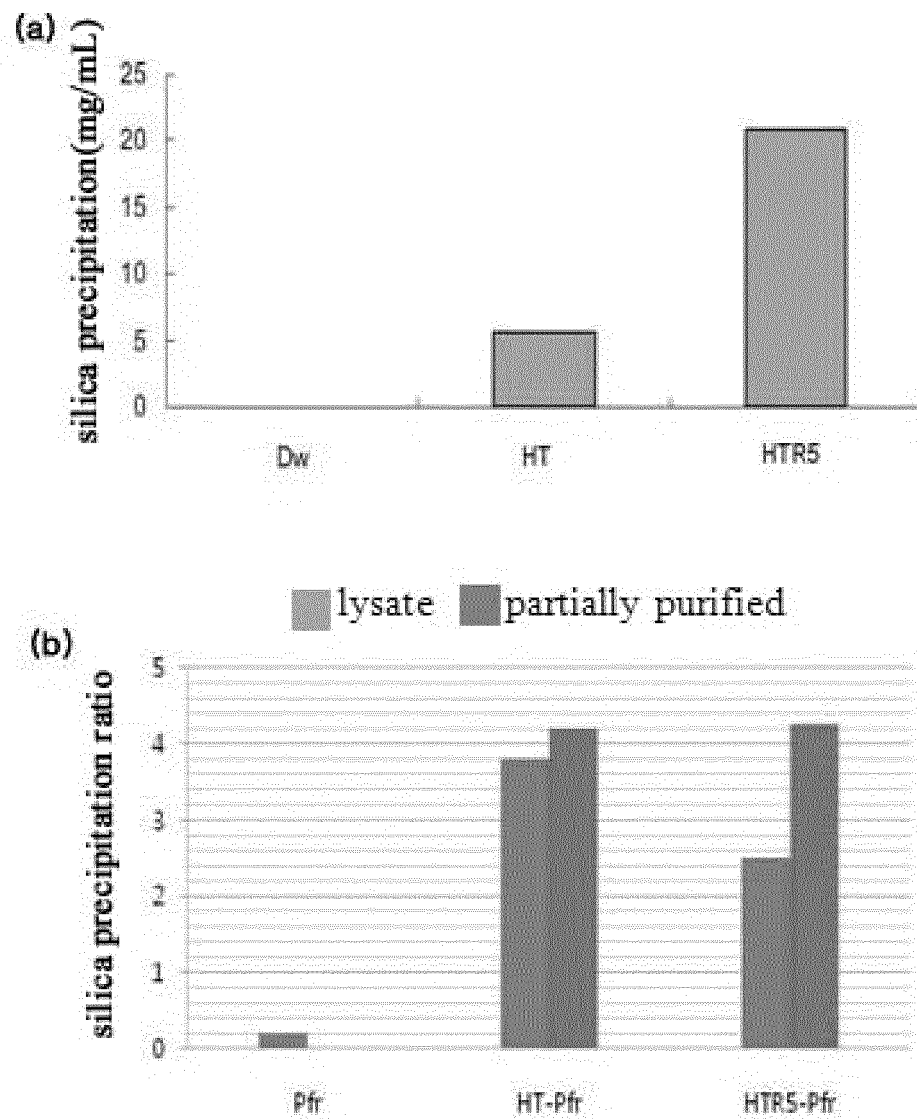 (a)
silica precipitation(mg/mL)
25
20
15
10
5
0
Dw HT HTR5
lysate partially purified
(b)
silica precipitation ratio
5
4
3
2
1
0
Pfr HT-Pfr HTR5-Pfr